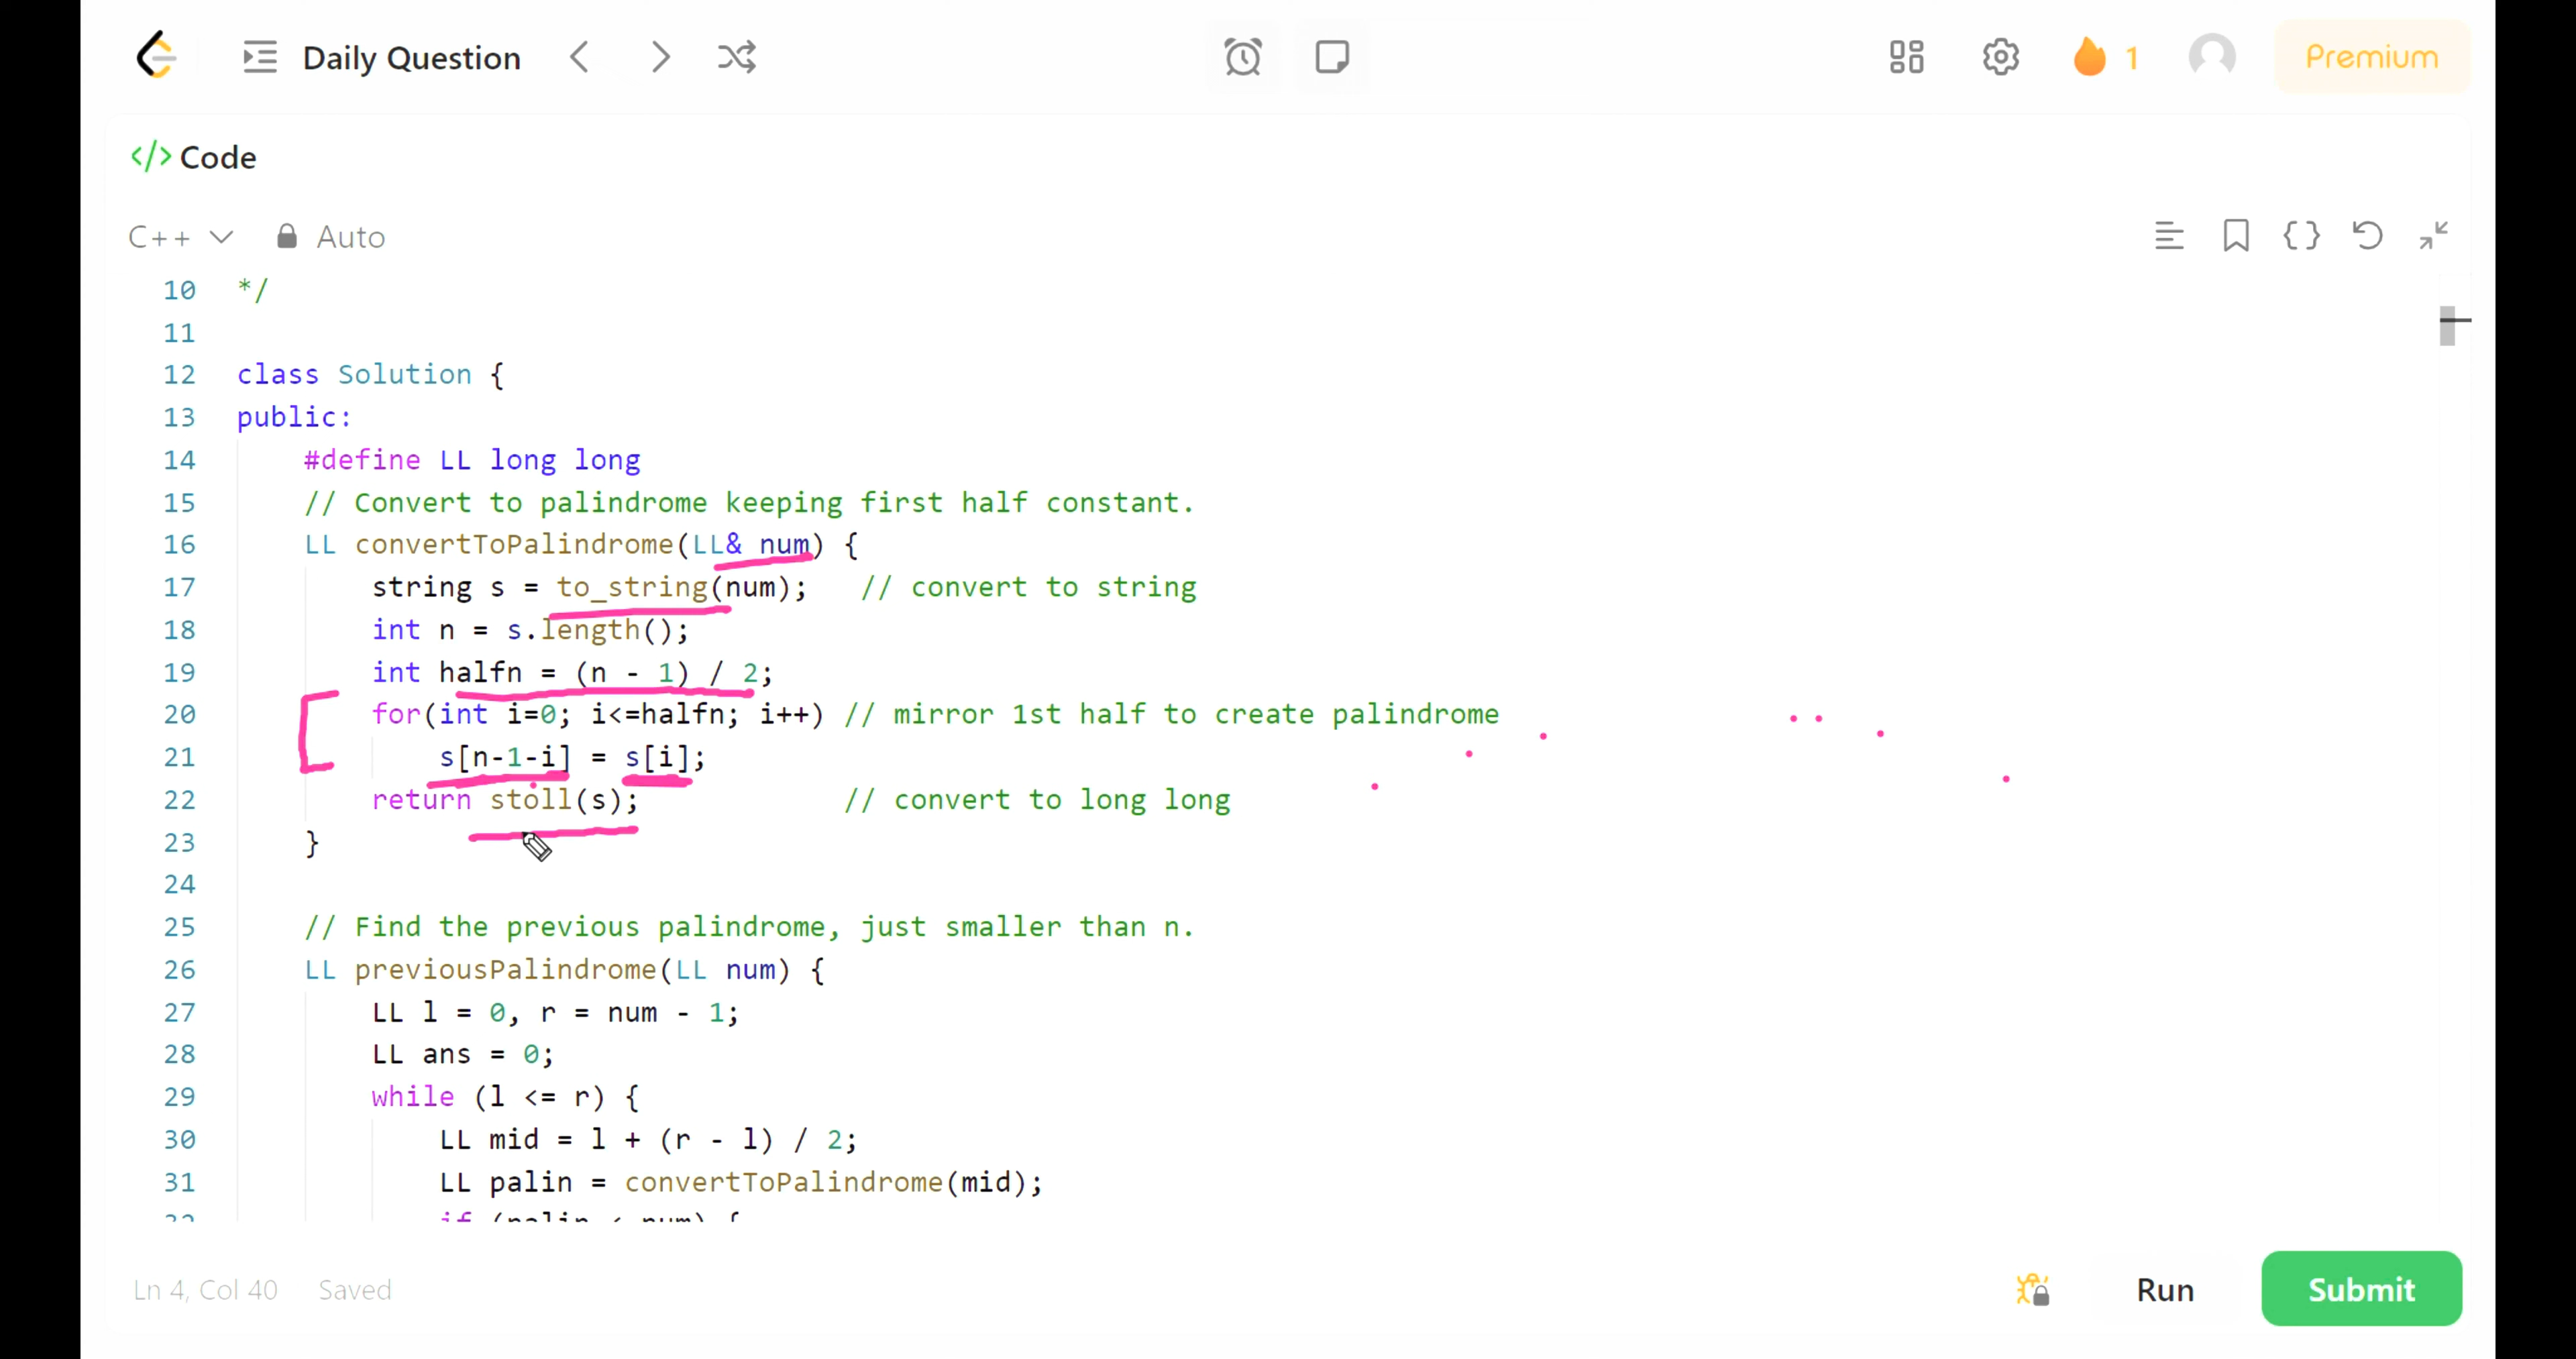 Daily Question
1
Premium
</> Code
C++
Auto
10 */
11
12 class Solution {
13 public:
14 #define LL long long
15 // Convert to palindrome keeping first half constant.
16 LL convertToPalindrome(LL& num) {
17 string s = to_string(num); // convert to string
18 int n = s.length();
19 int halfn = (n - 1) / 2;
20 for(int i=0; i<=halfn; i++) // mirror 1st half to create palindrome
21 s[n-1-i] = s[i];
22 return stoll(s); // convert to long long
23 }
24
25 // Find the previous palindrome, just smaller than n.
26 LL previousPalindrome(LL num) {
27 LL l = 0, r = num - 1;
28 LL ans = 0;
29 while (l <= r) {
30 LL mid = l + (r - l) / 2;
31 LL palin = convertToPalindrome(mid);
32 if (palin < num) {
Ln 4, Col 40 Saved
Run
Submit